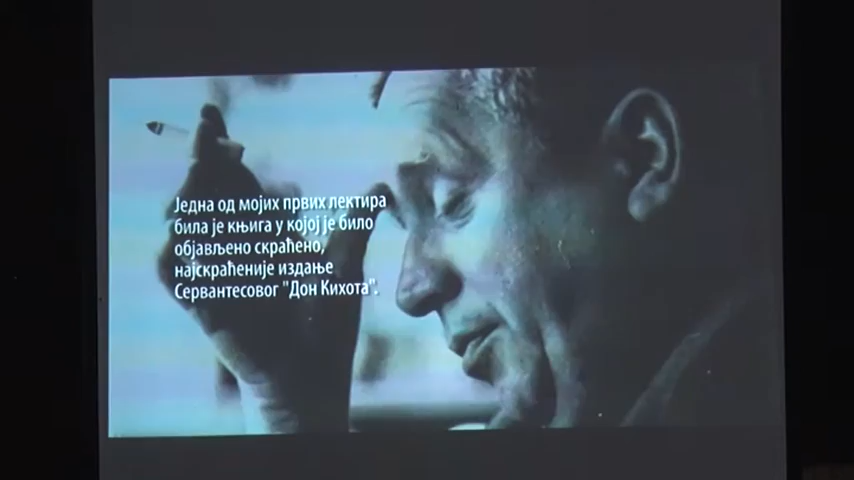 Једна од мојих првих лектира
била је књига у којој је било
објављено скраћено,
најскраћеније издање
Сервантесовог "Дон Кихота".